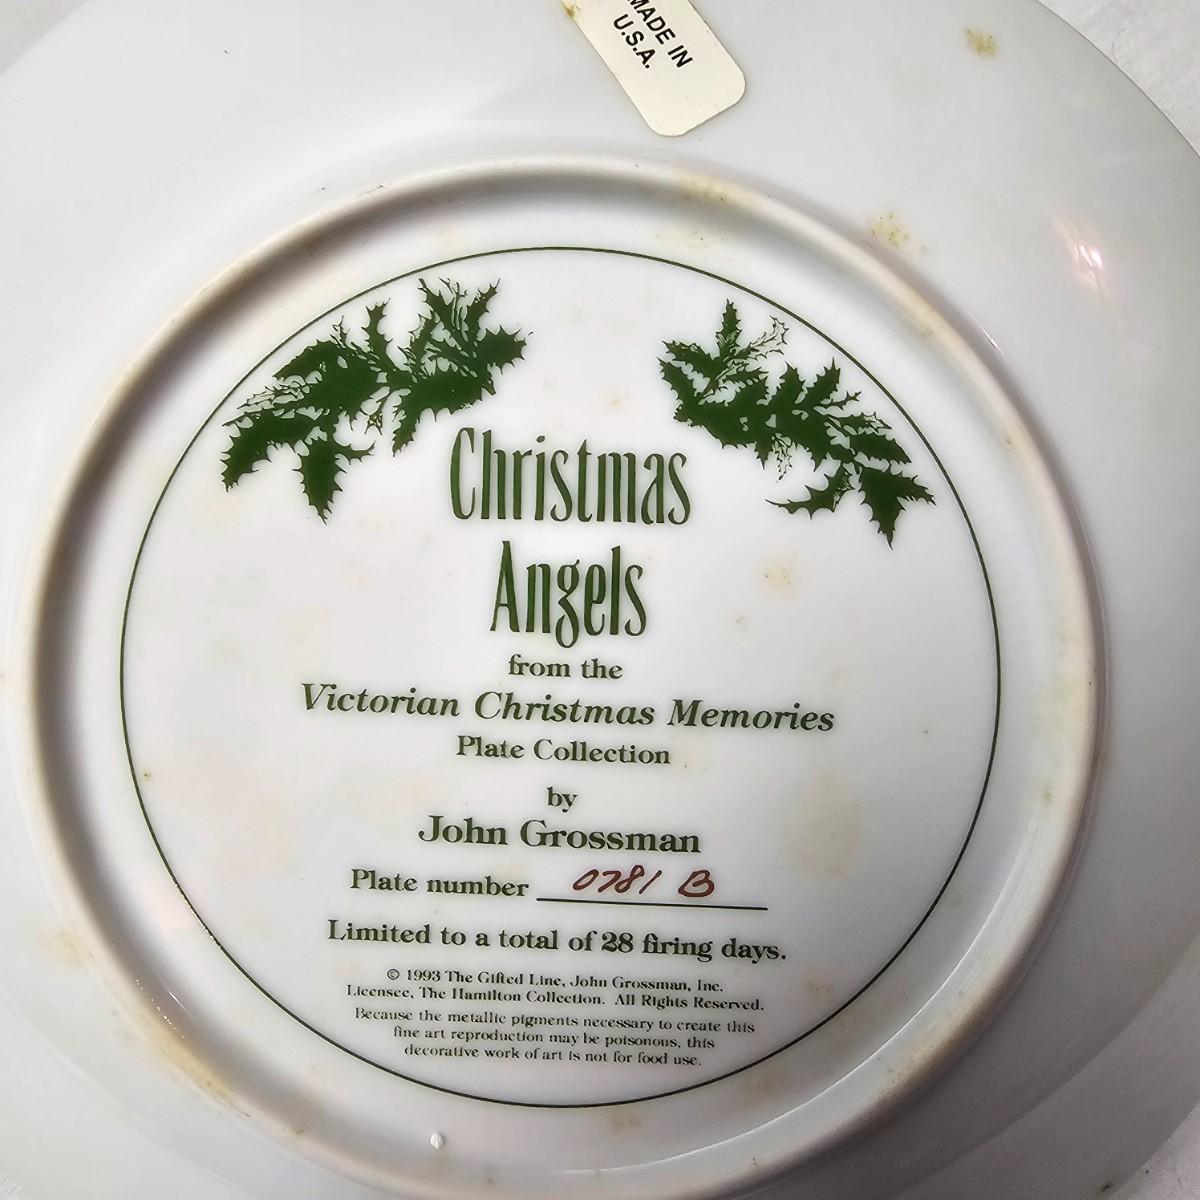 MADE IN
U.S.A.
Christmas
Angels
from the
Victorian Christmas Memories
Plate Collection
by
John Grossman
Plate number 0781 B
Limited to a total of 28 firing days.
© 1993 The Gifted Line, John Grossman, Inc.
Licensee, The Hamilton Collection. All Rights Reserved.
Because the metallic pigments necessary to create this
fine art reproduction may be poisonous, this
decorative work of art is not for food use.